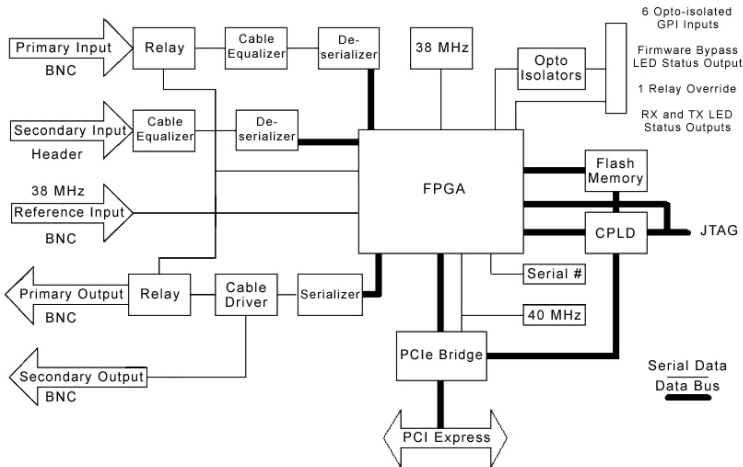 Primary Input
BNC
Relay
Cable
Equalizer
De-
serializer
38 MHz
Opto
Isolators
6 Opto-isolated
GPI Inputs
Firmware Bypass
LED Status Output
1 Relay Override
RX and TX LED
Status Outputs
Secondary Input
Header
Cable
Equalizer
De-
serializer
38 MHz
Reference Input
BNC
FPGA
Flash
Memory
CPLD
JTAG
Primary Output
BNC
Relay
Cable
Driver
Serializer
Serial #
40 MHz
PCIe Bridge
Secondary Output
BNC
PCI Express
Serial Data
Data Bus